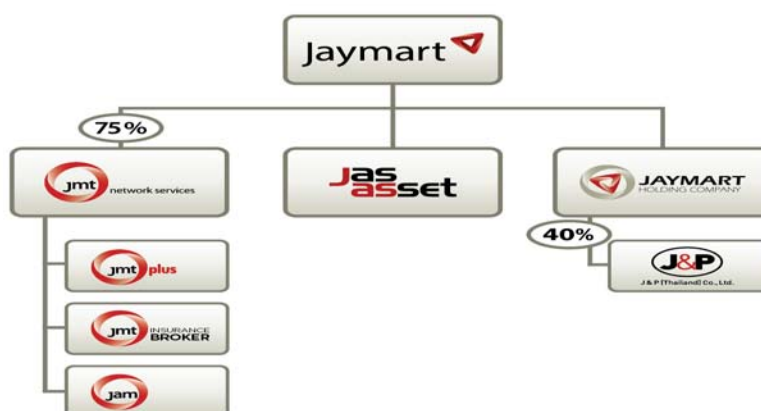 Jaymart
75%
jmt network services
Jas
asset
JAYMART
HOLDING COMPANY
40%
jmt plus
J&P
J & P (Thailand) Co., Ltd.
jmt INSURANCE
BROKER
jam